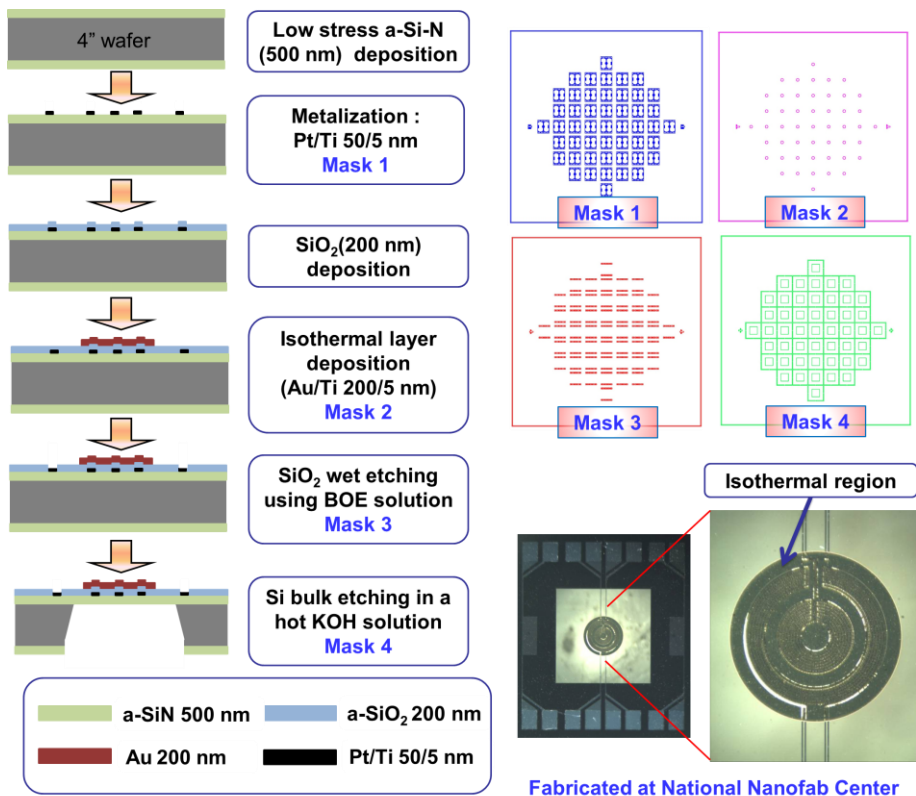 4” wafer
Low stress a-Si-N
(500 nm) deposition
Metalization :
Pt/Ti 50/5 nm
Mask 1
SiO₂(200 nm)
deposition
Isothermal layer
deposition
(Au/Ti 200/5 nm)
Mask 2
SiO₂ wet etching
using BOE solution
Mask 3
Si bulk etching in a
hot KOH solution
Mask 4
a-SiN 500 nm
a-SiO₂ 200 nm
Au 200 nm
Pt/Ti 50/5 nm
Mask 1
Mask 2
Mask 3
Mask 4
Isothermal region
Fabricated at National Nanofab Center